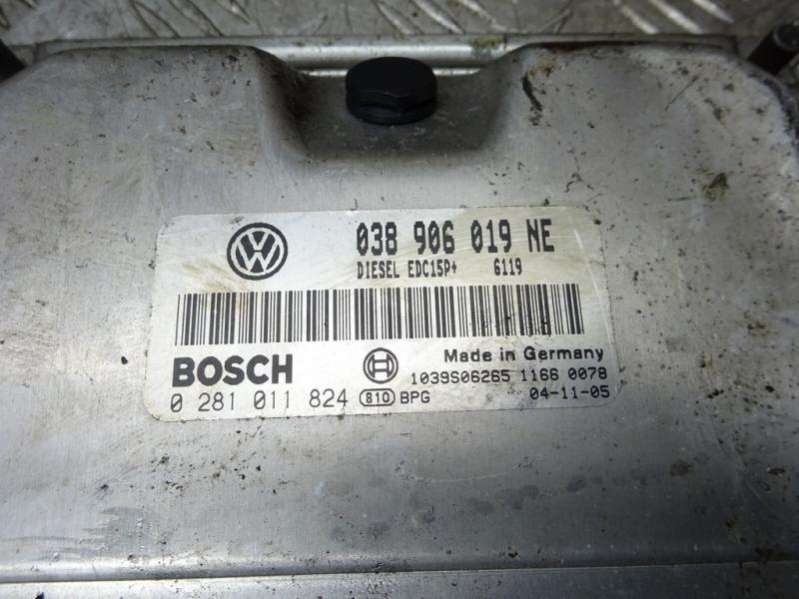 038 906 019 NE
DIESEL EDC15P+ 6119
BOSCH
Made in Germany
1039S06265 1166 0078
0 281 011 824 810 BPG 04-11-05